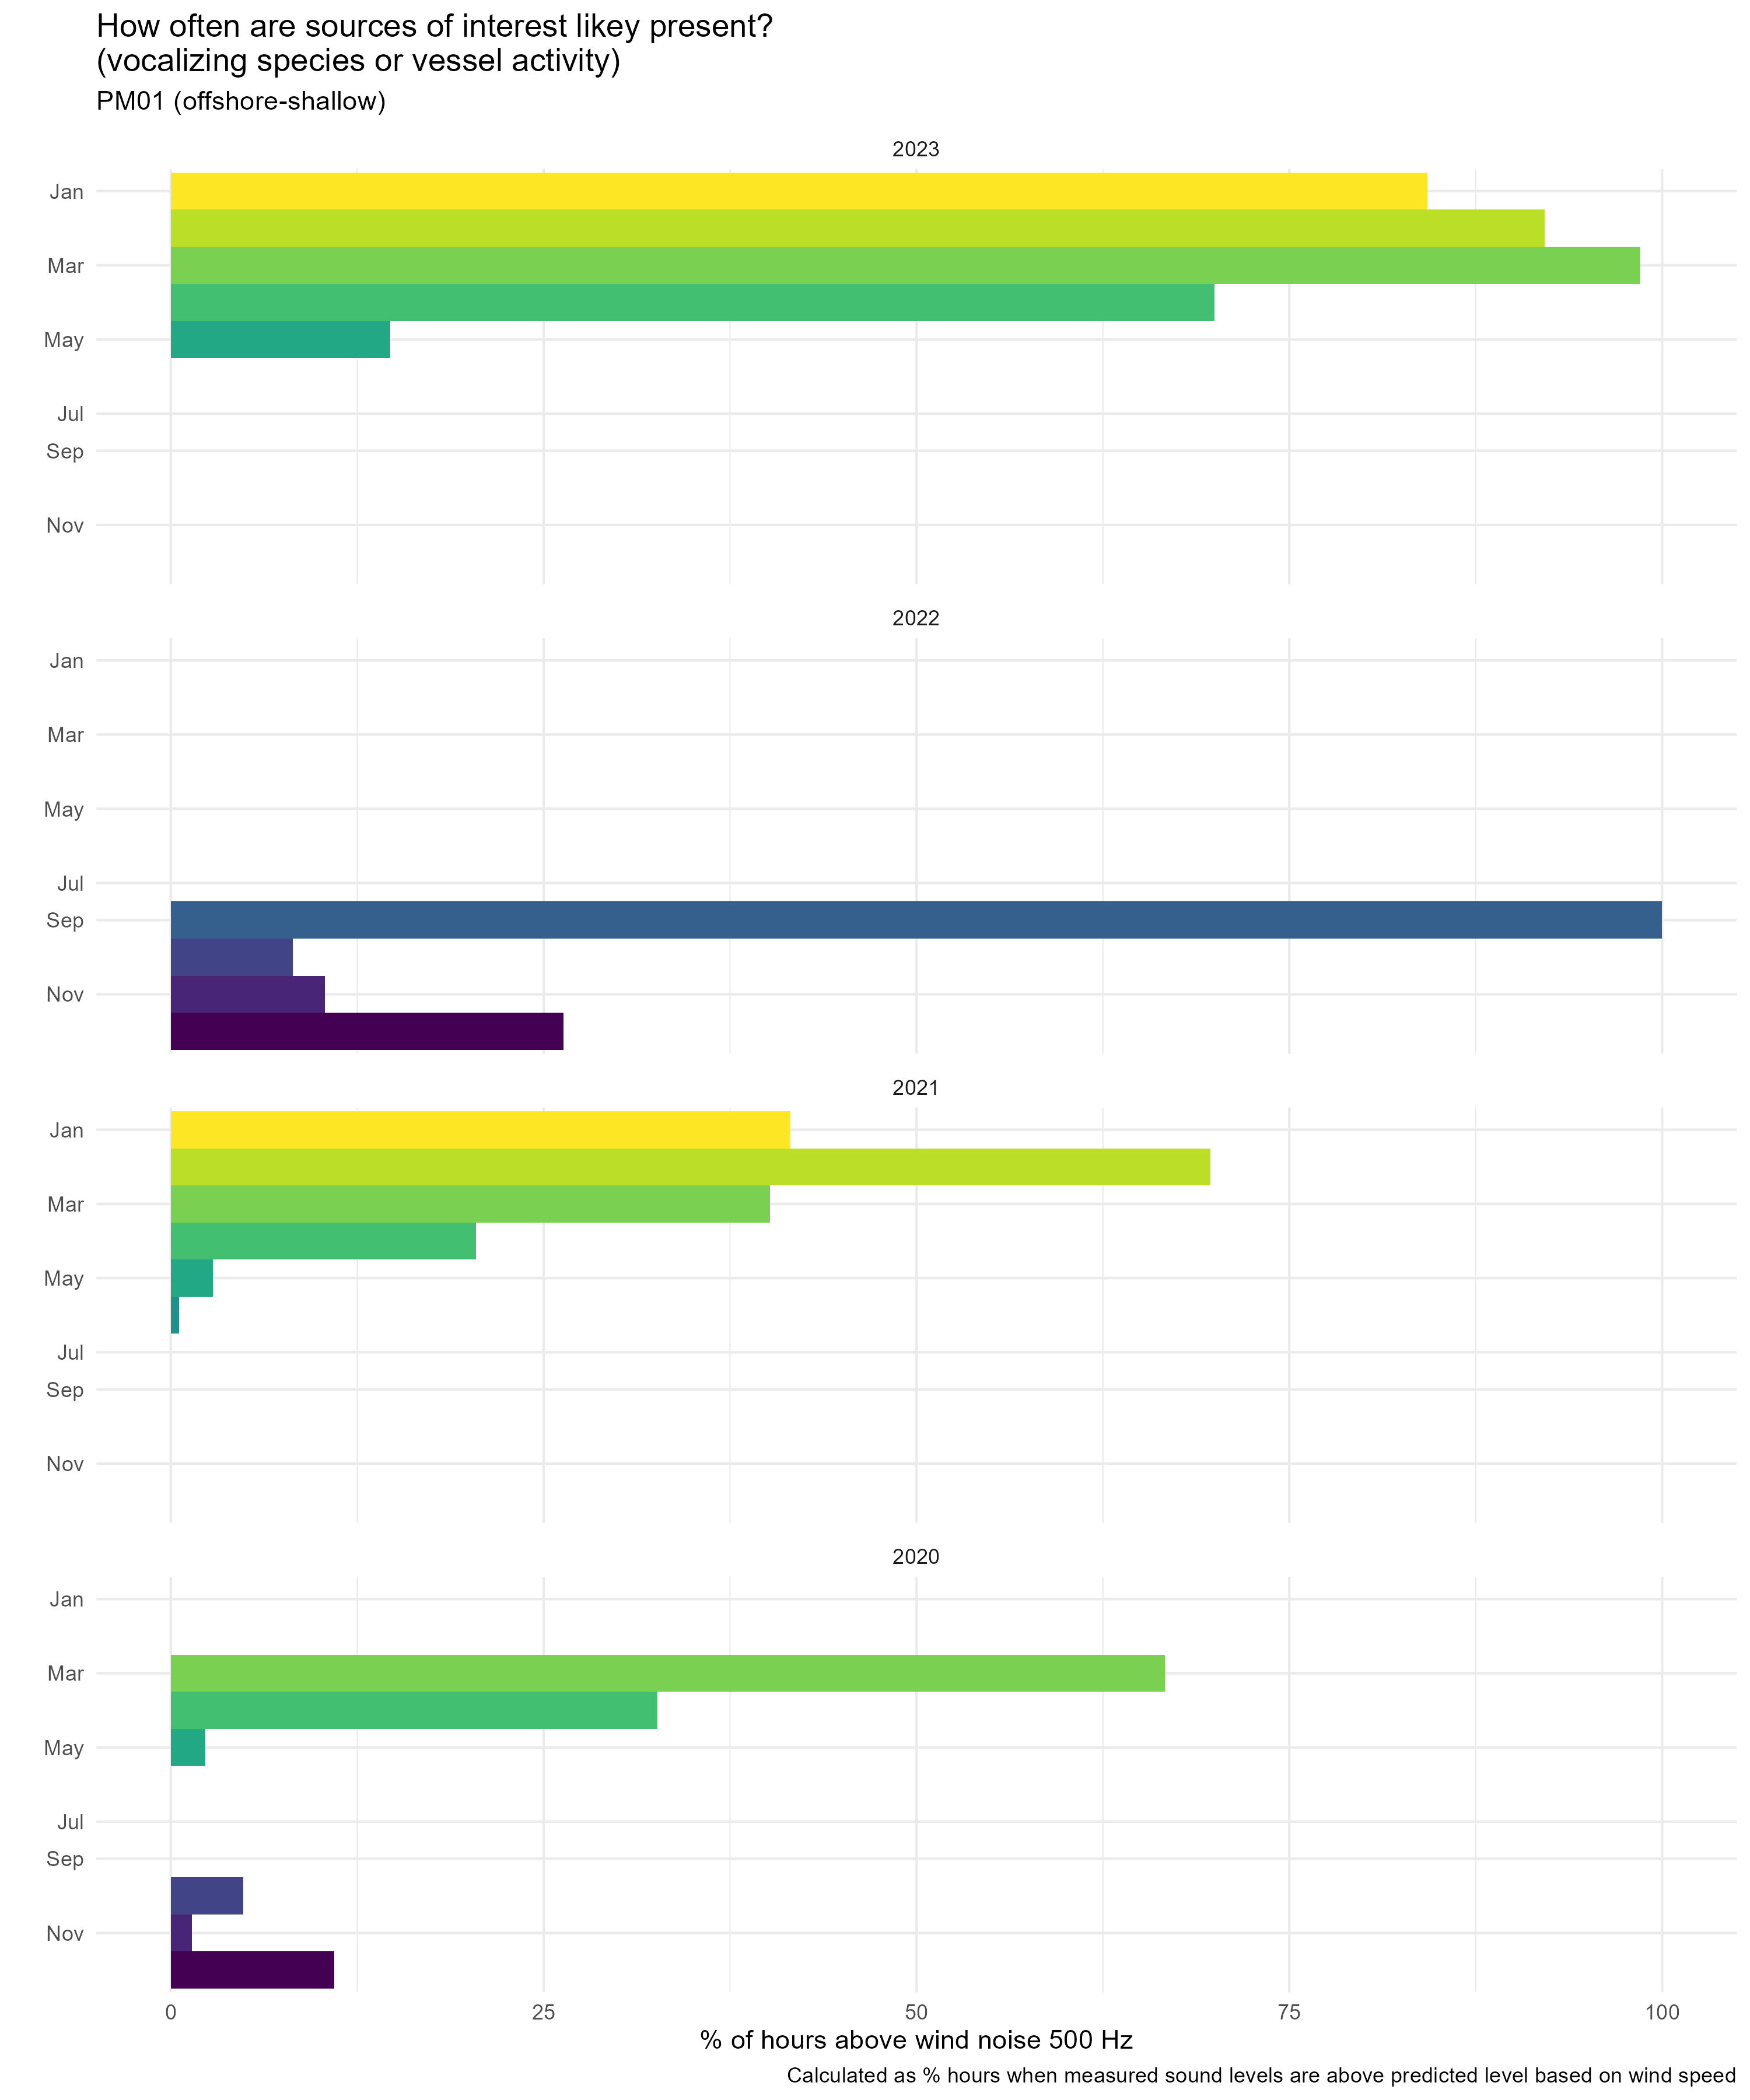 How often are sources of interest likey present?
(vocalizing species or vessel activity)
PM01 (offshore-shallow)
2023
Jan
Mar
May
Jul
Sep
Nov
2022
Jan
Mar
May
Jul
Sep
Nov
2021
Jan
Mar
May
Jul
Sep
Nov
2020
Jan
Mar
May
Jul
Sep
Nov
0 25 50 75 100
% of hours above wind noise 500 Hz
Calculated as % hours when measured sound levels are above predicted level based on wind speed